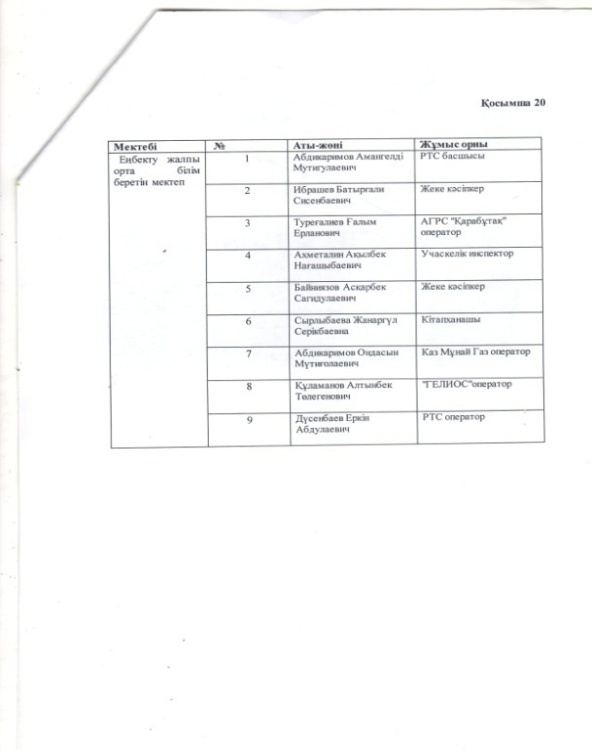 Қосымша 20
Мектебі № Аты-жөні Жұмыс орны
Еңбекту жалпы орта білім беретін мектеп
1 Абдикаримов Амангелді Мутиғулаевич РТС басшысы
2 Ибрашев Батырғали Сисенбаевич Жеке кәсіпкер
3 Туреғалиев Ғалым Ерланович АГРС "Қарабұтақ" оператор
4 Ахметалин Ақылбек Нағашыбаевич Учаскелік инспектор
5 Байниязов Асқарбек Сагидулаевич Жеке кәсіпкер
6 Сырлыбаева Жанаргүл Серікбаевна Кітапханашы
7 Абдикаримов Ондасын Мүтиғолаевич Каз Мұнай Газ оператор
8 Құламанов Алтынбек Төлегенович "ГЕЛИОС"оператор
9 Дүсенбаев Еркін Абдулаевич РТС оператор